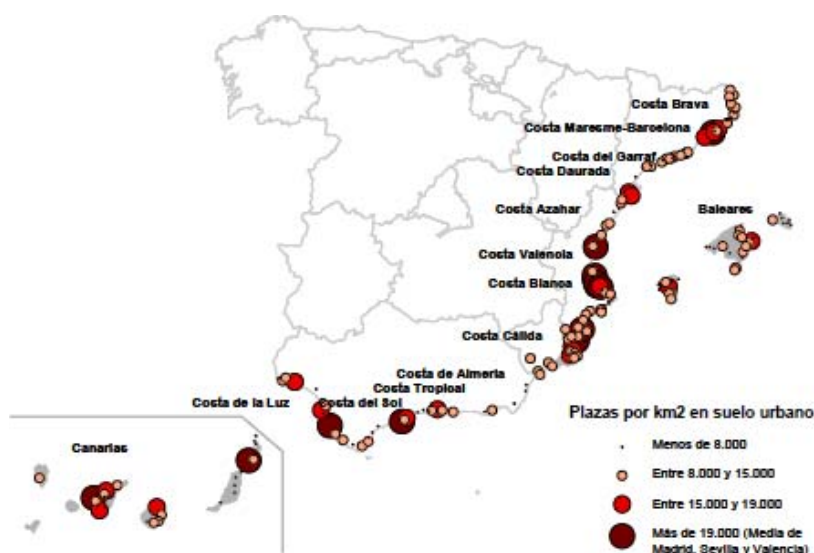 Costa Brava
Costa Maresme-Barcelona
Costa del Garraf
Costa Daurada
Costa Azahar
Baleares
Costa Valencia
Costa Blanca
Costa Cálida
Costa de Almeria
Costa Tropical
Costa de la Luz
Costa del Sol
Canarias
Plazas por km2 en suelo urbano
Menos de 8.000
Entre 8.000 y 15.000
Entre 15.000 y 19.000
Más de 19.000 (Media de
Madrid, Sevilla y Valencia)